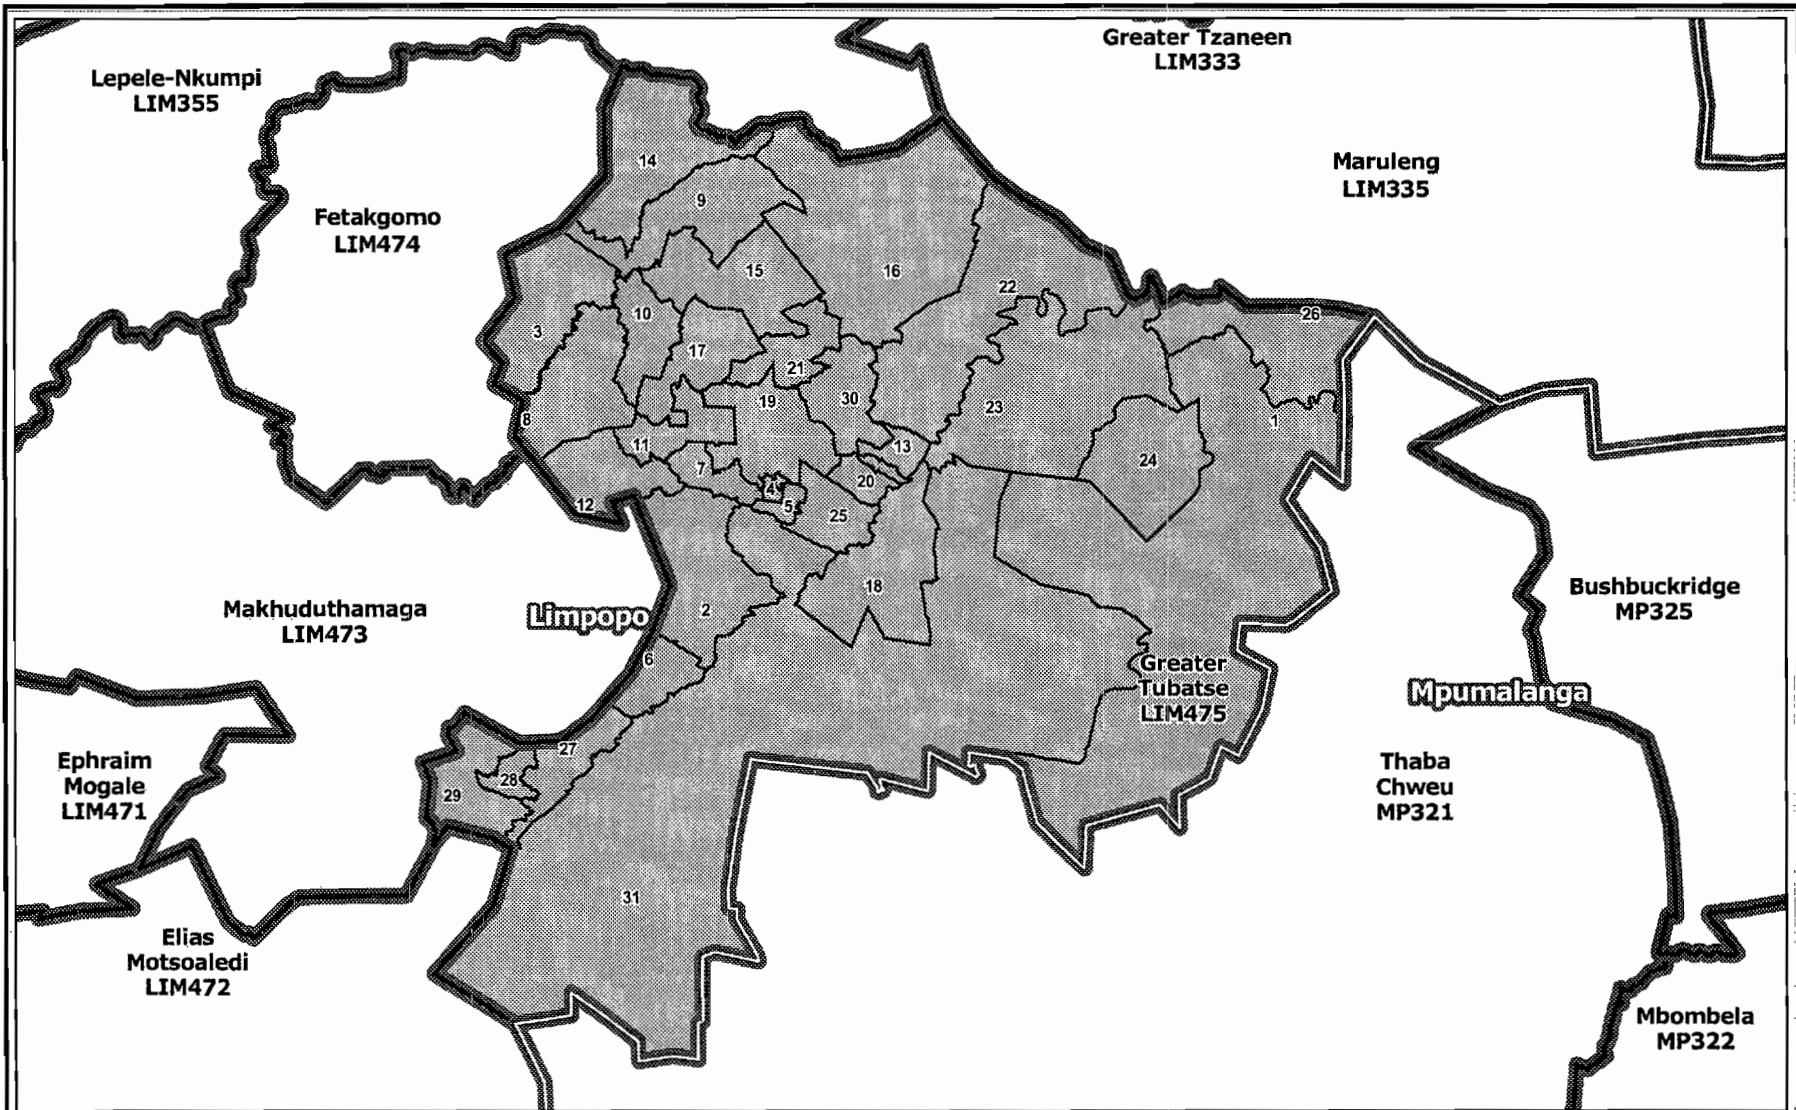 Greater Tzaneen
LIM333
Lepele-Nkumpi
LIM355
Maruleng
LIM335
Fetakgomo
LIM474
14
9
15
16
22
26
3
10
17
21
19
30
23
8
1
11
13
7
24
20
4
5
12
25
18
Bushbuckridge
MP325
Makhuduthamaga
LIM473
Limpopo
2
6
Greater
Tubatse
LIM475
Mpumalanga
27
28
29
Ephraim
Mogale
LIM471
Thaba
Chweu
MP321
31
Elias
Motsoaledi
LIM472
Mbombela
MP322